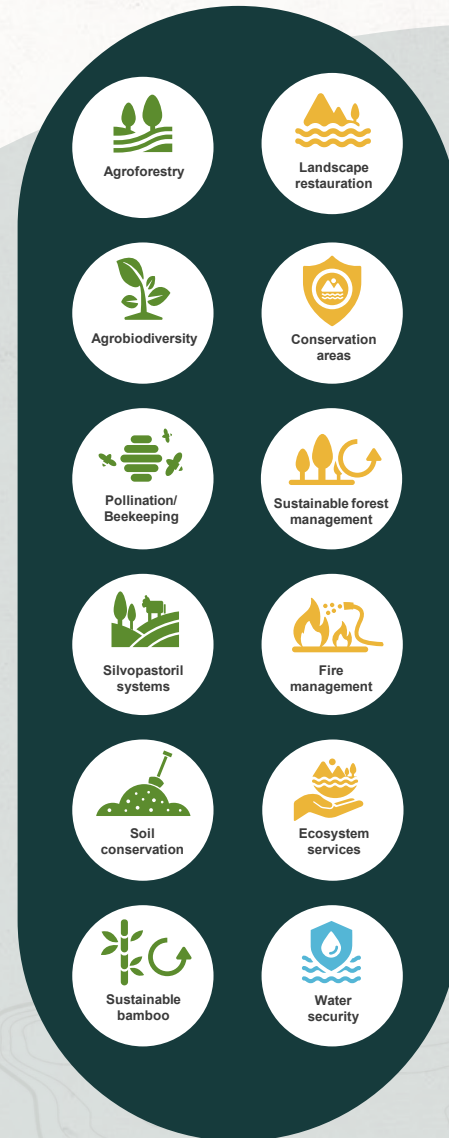 Agroforestry
Landscape
restauration
Agrobiodiversity
Conservation
areas
Pollination/
Beekeeping
Sustainable forest
management
Silvopastoril
systems
Fire
management
Soil
conservation
Ecosystem
services
Sustainable
bamboo
Water
security